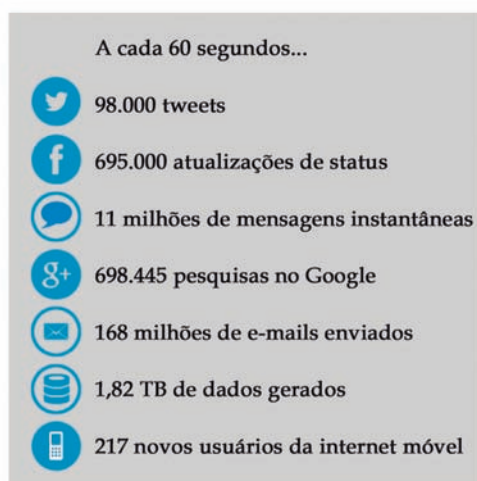 A cada 60 segundos...
98.000 tweets
f
695.000 atualizações de status
11 milhões de mensagens instantâneas
g+
698.445 pesquisas no Google
168 milhões de e-mails enviados
1,82 TB de dados gerados
217 novos usuários da internet móvel